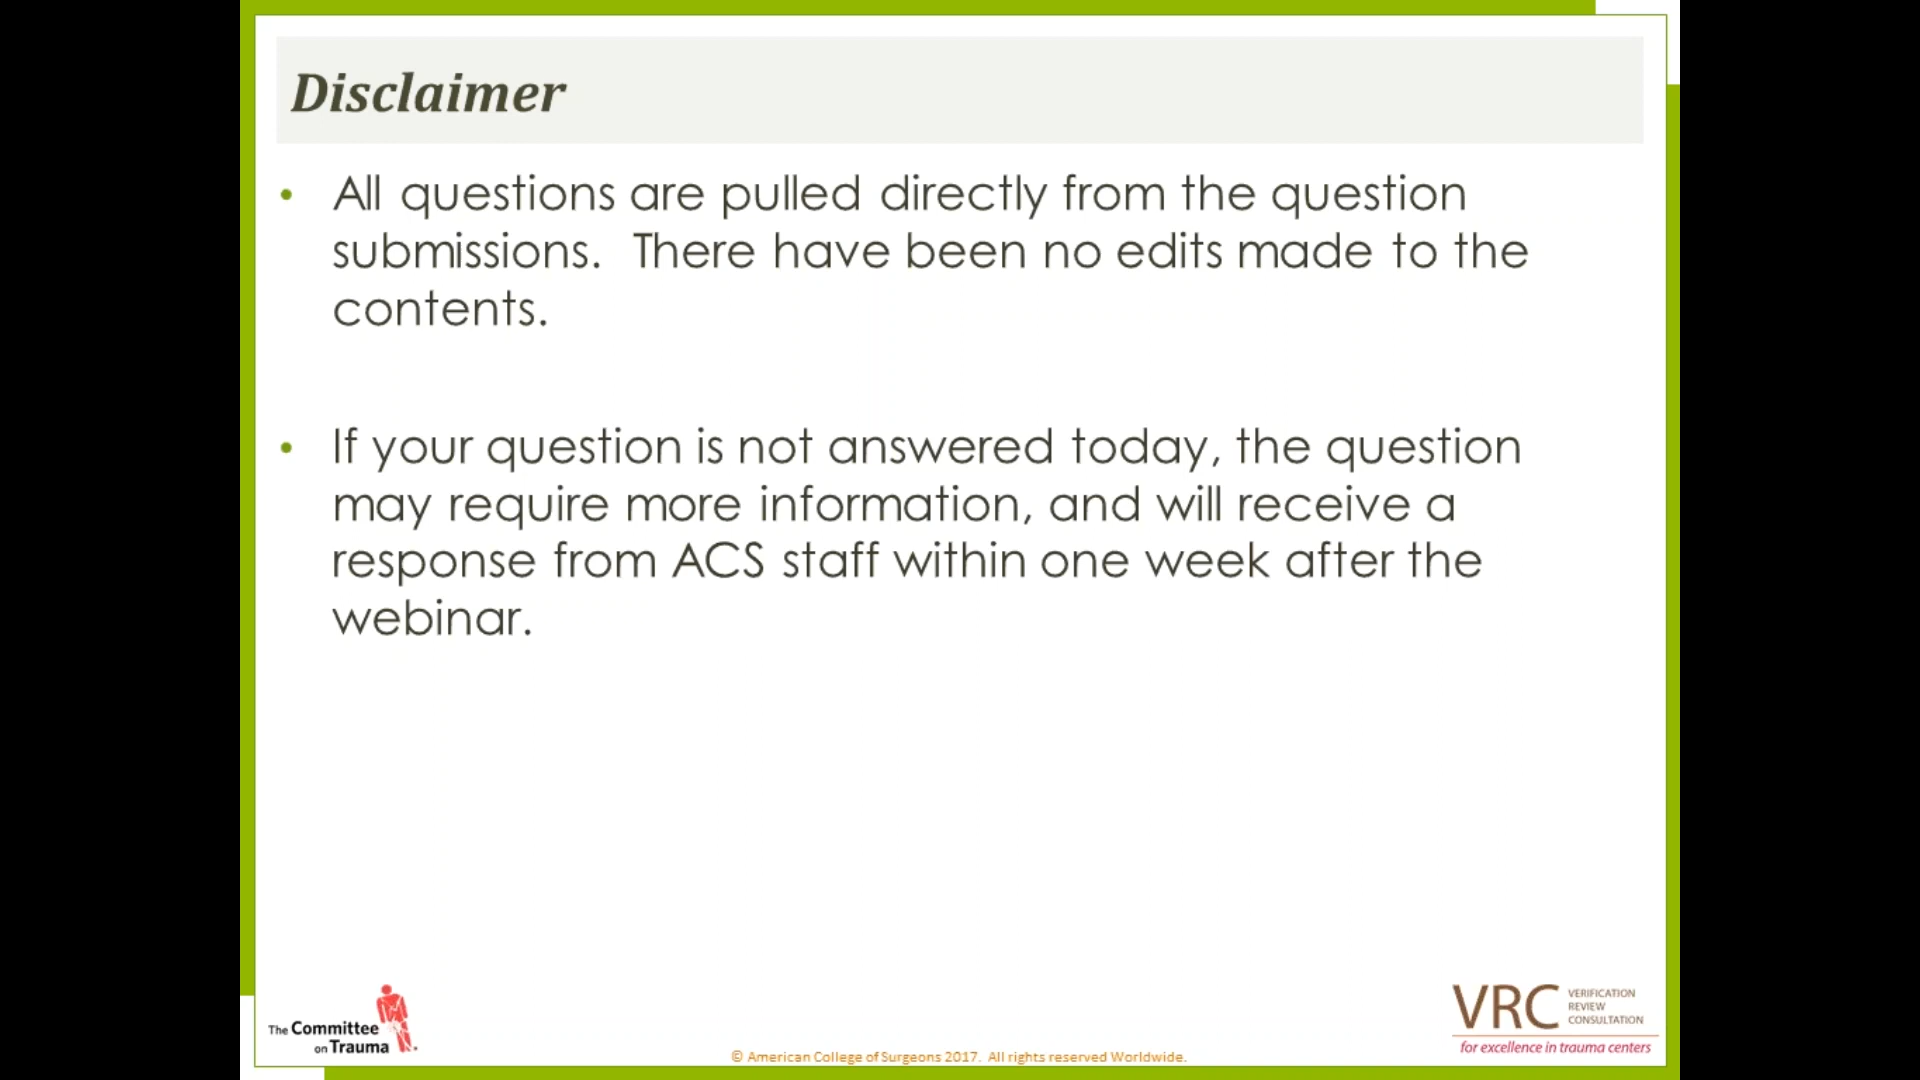 Disclaimer
• All questions are pulled directly from the question
submissions.  There have been no edits made to the
contents.
• If your question is not answered today, the question
may require more information, and will receive a
response from ACS staff within one week after the
webinar.
The Committee
on Trauma
© American College of Surgeons 2017.  All rights reserved Worldwide.
VRC
VERIFICATION
REVIEW
CONSULTATION
for excellence in trauma centers